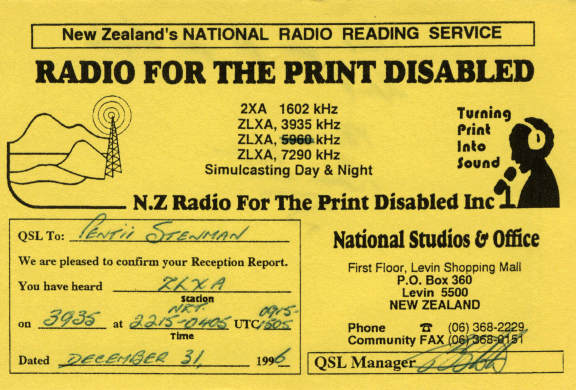 New Zealand's NATIONAL RADIO READING SERVICE
RADIO FOR THE PRINT DISABLED
2XA 1602 kHz
ZLXA, 3935 kHz
ZLXA, 5960 kHz
ZLXA, 7290 kHz
Simulcasting Day & Night
Turning
Print
Into
Sound
N.Z Radio For The Print Disabled Inc
QSL To: PENTII STENMAN
We are pleased to confirm your Reception Report.
You have heard ZLXA
Station
on 3935 at 2215-0405 UTC 0915-1505
Time
Dated DECEMBER 31, 1996
National Studios & Office
First Floor, Levin Shopping Mall
P.O. Box 360
Levin 5500
NEW ZEALAND
Phone ☎ (06) 368-2229
Community FAX (06) 368-0151
QSL Manager